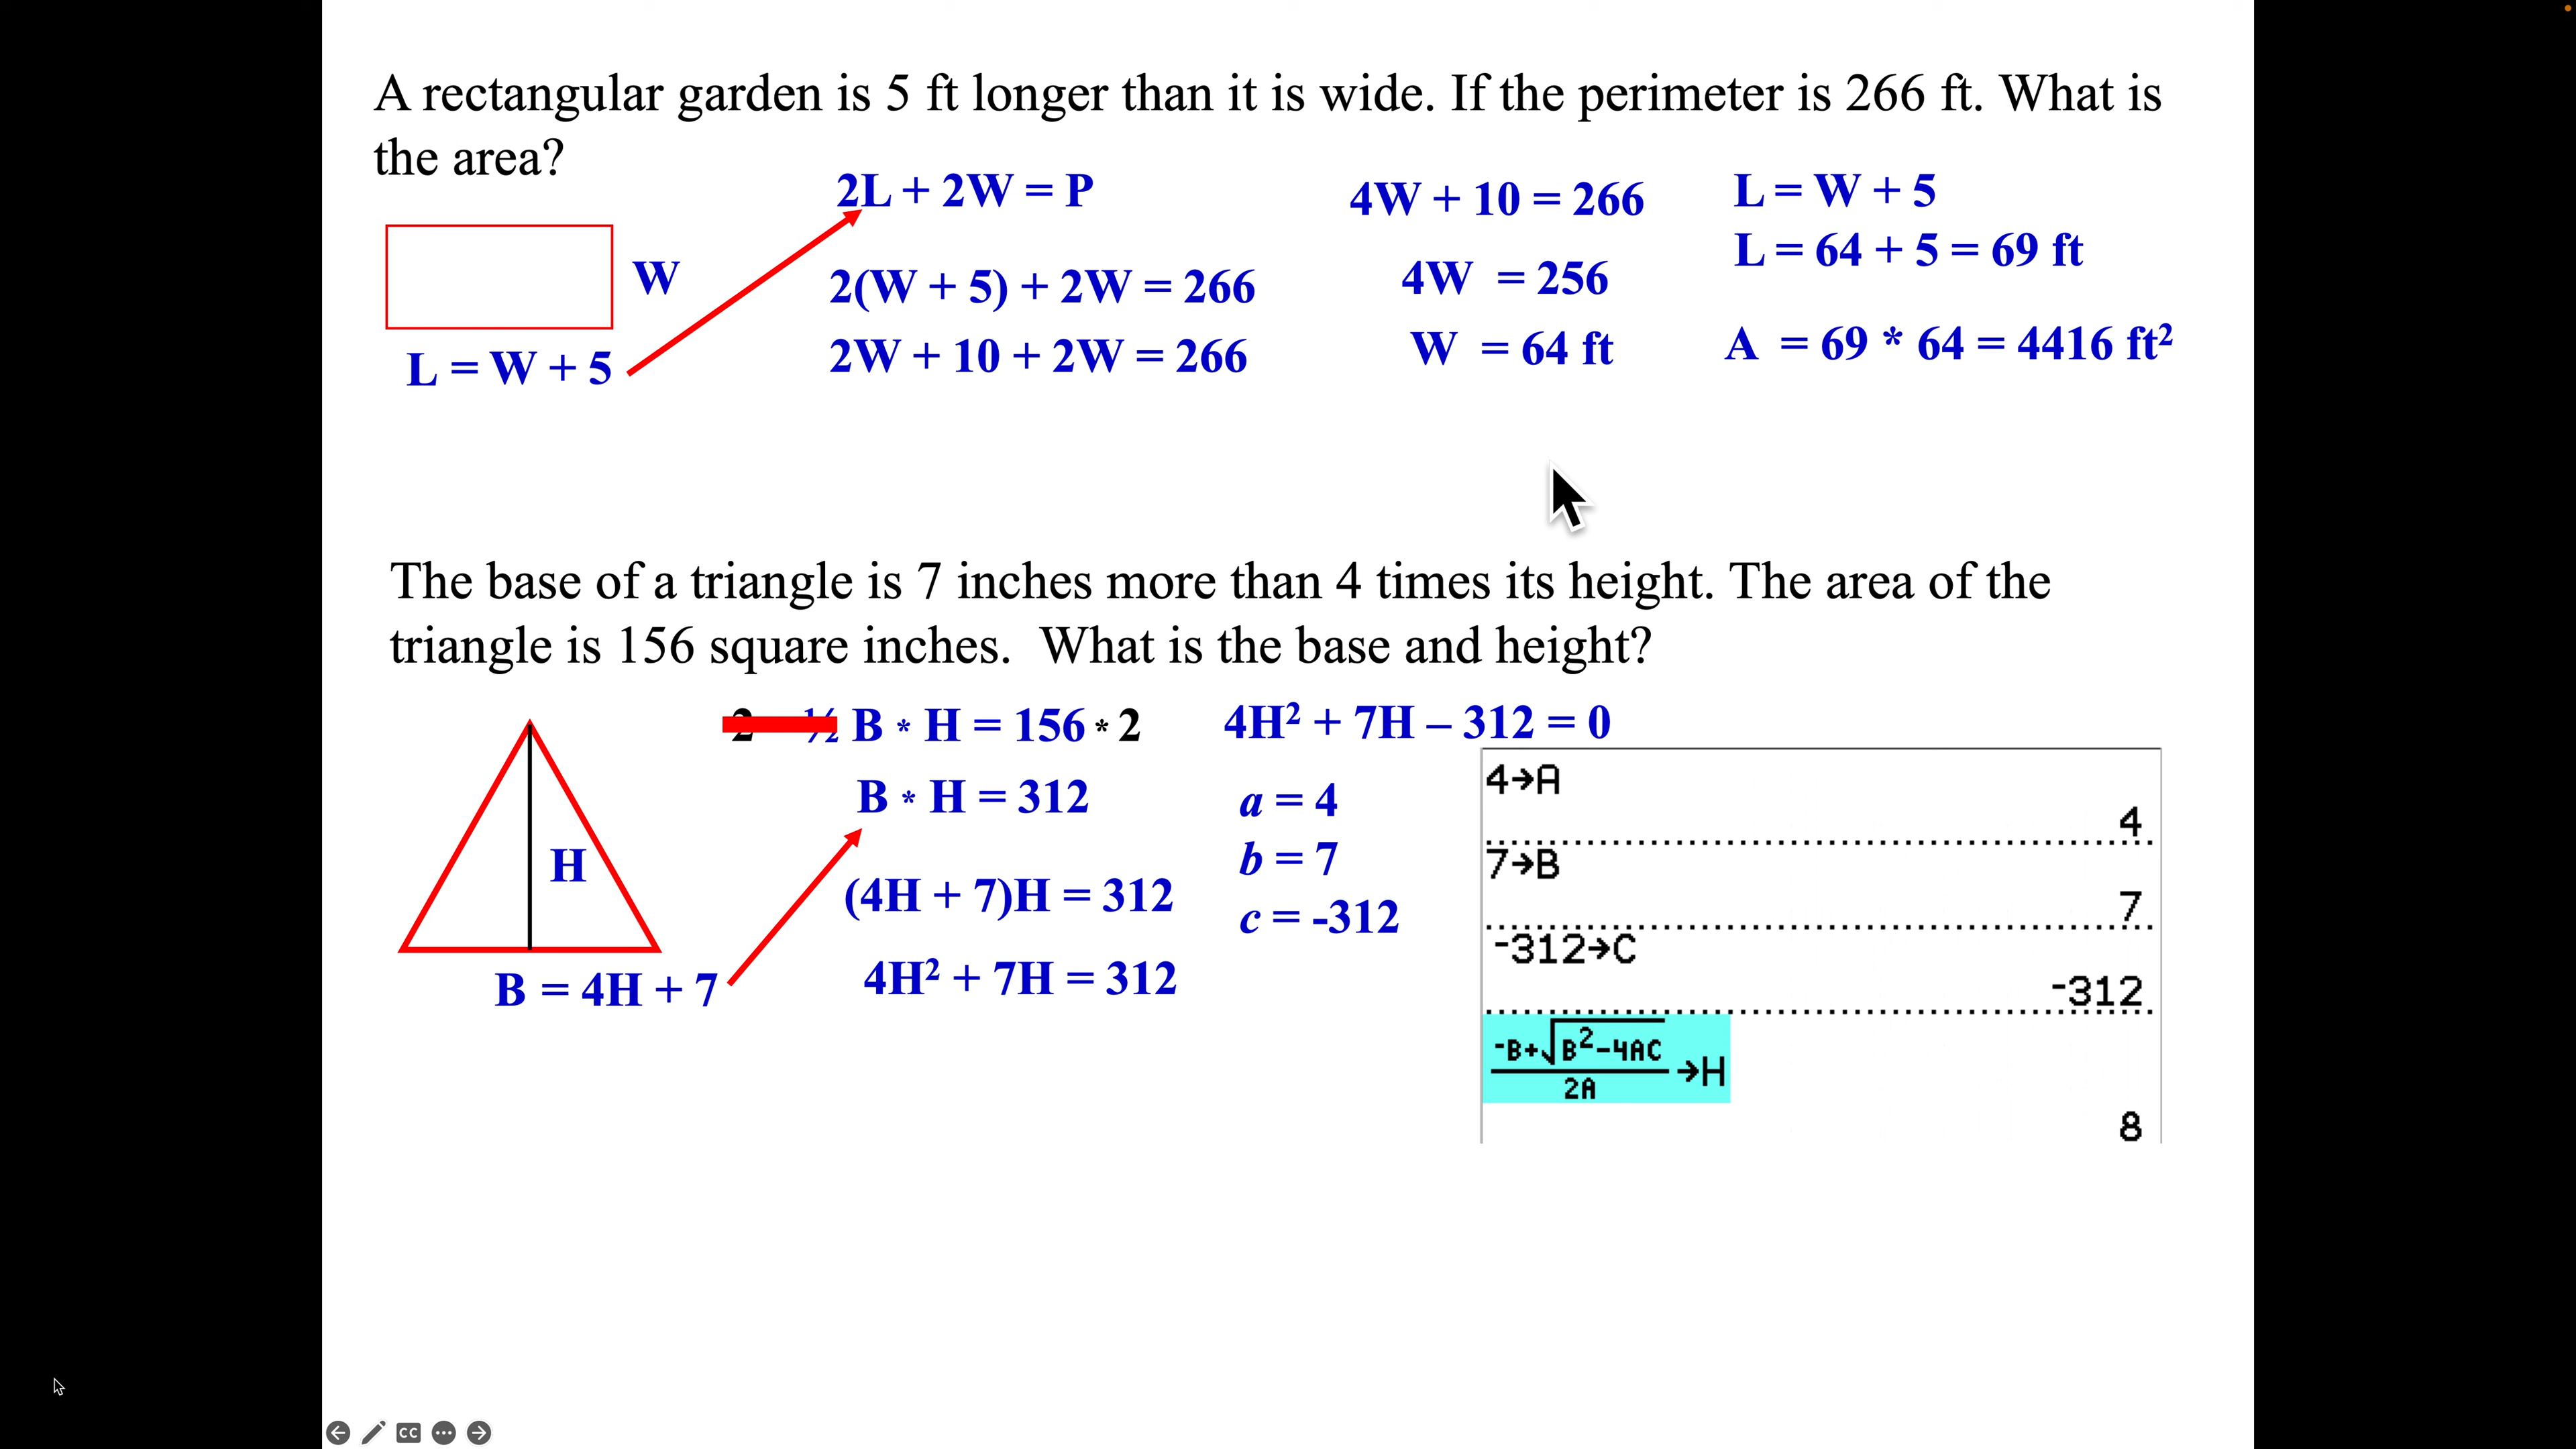 A rectangular garden is 5 ft longer than it is wide. If the perimeter is 266 ft. What is
the area?
W
L = W + 5
2L + 2W = P
2(W + 5) + 2W = 266
2W + 10 + 2W = 266
4W + 10 = 266
4W = 256
W = 64 ft
L = W + 5
L = 64 + 5 = 69 ft
A = 69 * 64 = 4416 ft²
The base of a triangle is 7 inches more than 4 times its height. The area of the
triangle is 156 square inches. What is the base and height?
H
B = 4H + 7
2 ½ B * H = 156 * 2
B * H = 312
(4H + 7)H = 312
4H² + 7H = 312
4H² + 7H – 312 = 0
a = 4
b = 7
c = -312
4→A
4
7→B
7
-312→C
-312
-B+√B²-4AC
2A
→H
8
CC